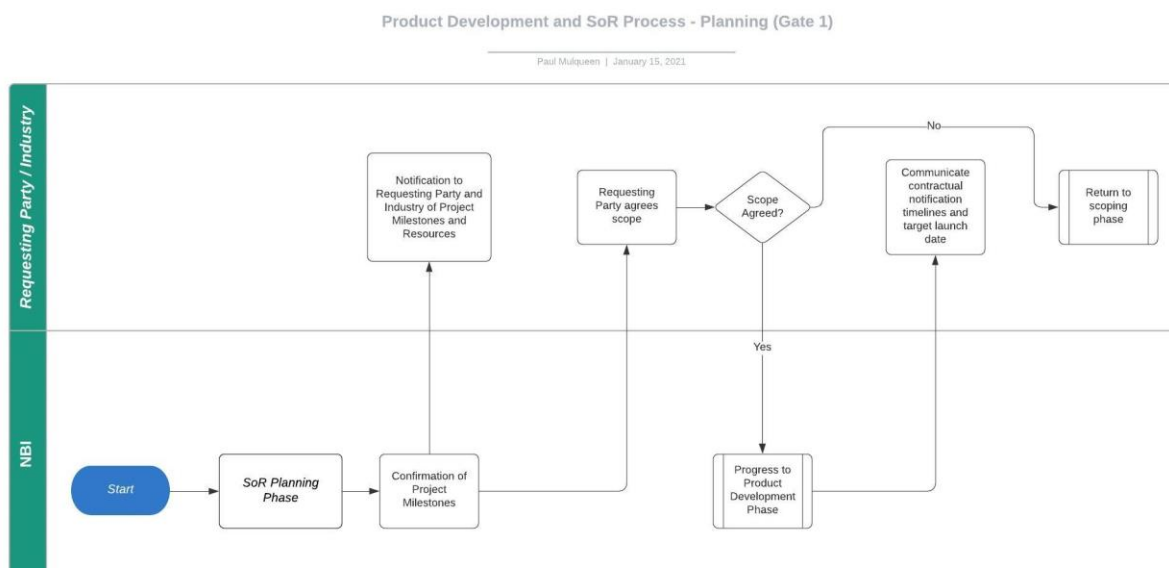 Product Development and SoR Process - Planning (Gate 1)
Paul Mulqueen | January 15, 2021
Requesting Party / Industry
No
Notification to
Requesting Party and
Industry of Project
Milestones and
Resources
Requesting
Party agrees
scope
Scope
Agreed?
Communicate
contractual
notification
timelines and
target launch
date
Return to
scoping
phase
NBI
Yes
Start
SoR Planning
Phase
Confirmation of
Project
Milestones
Progress to
Product
Development
Phase